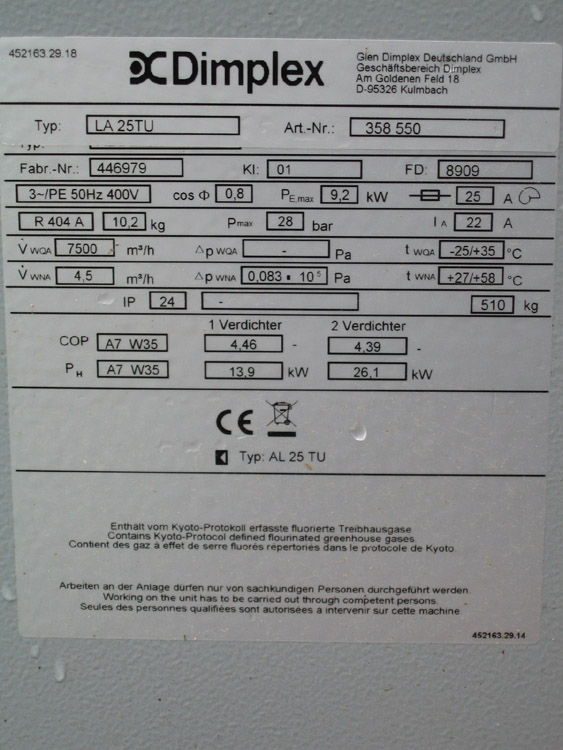 452163 29.18
Dimplex
Glen Dimplex Deutschland GmbH
Geschäftsbereich Dimplex
Am Goldenen Feld 18
D-95326 Kulmbach
Typ: LA 25TU Art.-Nr.: 358 550
Fabr.-Nr.: 446979 KI: 01 FD: 8909
3~/PE 50Hz 400V cos Φ 0,8 PE,max 9,2 kW 25 A
R 404 A 10,2 kg Pmax 28 bar IA 22 A
V̇ WQA 7500 m³/h Δp WQA - Pa t WQA -25/+35 °C
V̇ WNA 4,5 m³/h Δp WNA 0,083 • 10⁵ Pa t WNA +27/+58 °C
IP 24 - 510 kg
1 Verdichter 2 Verdichter
COP A7 W35 4,46 - 4,39 -
PH A7 W35 13,9 kW 26,1 kW
CE
Typ: AL 25 TU
Enthält vom Kyoto-Protokoll erfasste fluorierte Treibhausgase
Contains Kyoto-Protocol defined flourinated greenhouse gases
Contient des gaz à effet de serre fluorés répertoriés dans le protocole de Kyoto
Arbeiten an der Anlage dürfen nur von sachkundigen Personen durchgeführt werden.
Working on the unit has to be carried out through competent persons.
Seules des personnes qualifiées sont autorisées a intervenir sur cette machine
452163.29.14